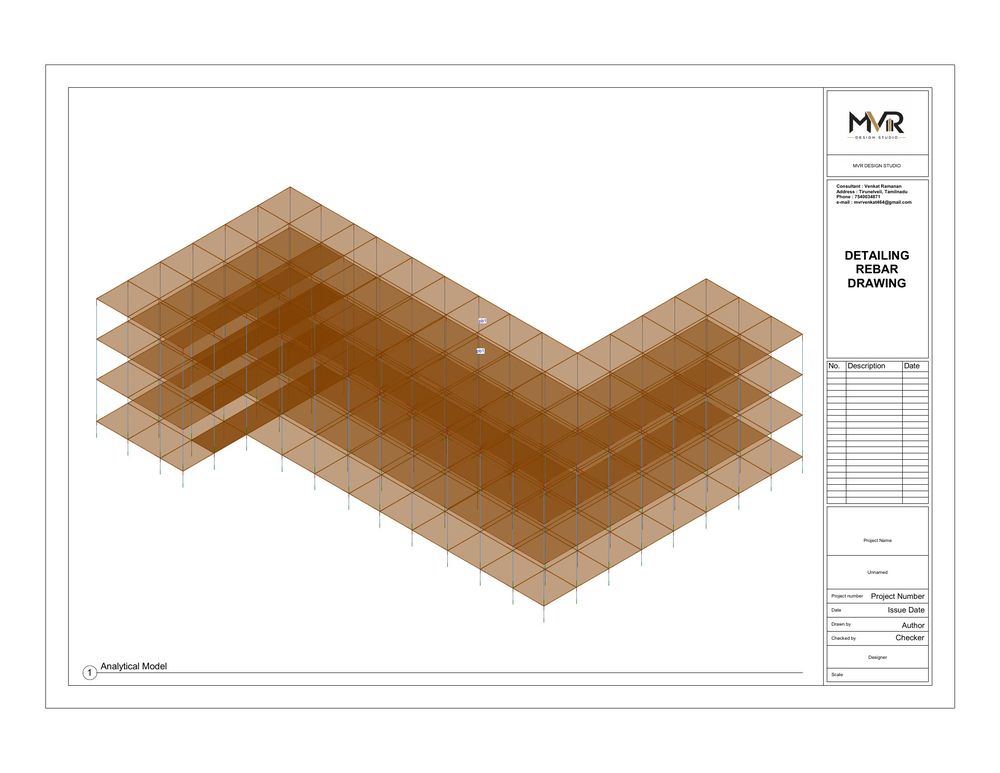 MVR
DESIGN STUDIO
MVR DESIGN STUDIO
Consultant : Venkat Ramanan
Address : Tirunelveli, Tamilnadu
Phone : 7540034871
e-mail : mvrvenkat464@gmail.com
DETAILING
REBAR
DRAWING
No. Description Date
Project Name
Unnamed
Project number Project Number
Date Issue Date
Drawn by Author
Checked by Checker
Designer
Scale
1 Analytical Model